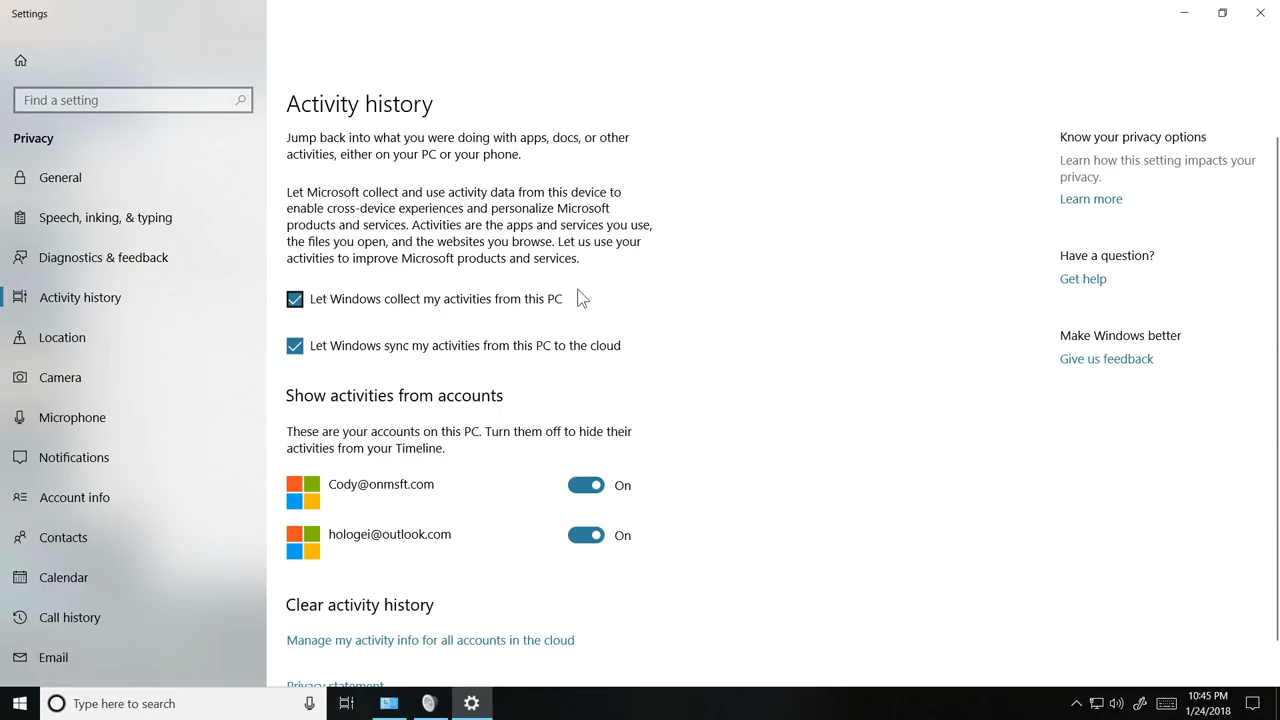 Settings
Find a setting
Privacy
General
Speech, inking, & typing
Diagnostics & feedback
Activity history
Location
Camera
Microphone
Notifications
Account info
Contacts
Calendar
Call history
Email
Activity history
Jump back into what you were doing with apps, docs, or other
activities, either on your PC or your phone.
Let Microsoft collect and use activity data from this device to
enable cross-device experiences and personalize Microsoft
products and services. Activities are the apps and services you use,
the files you open, and the websites you browse. Let us use your
activities to improve Microsoft products and services.
Let Windows collect my activities from this PC
Let Windows sync my activities from this PC to the cloud
Show activities from accounts
These are your accounts on this PC. Turn them off to hide their
activities from your Timeline.
Cody@onmsft.com
On
hologei@outlook.com
On
Clear activity history
Manage my activity info for all accounts in the cloud
Privacy statement
Know your privacy options
Learn how this setting impacts your
privacy.
Learn more
Have a question?
Get help
Make Windows better
Give us feedback
Type here to search
10:45 PM
1/24/2018